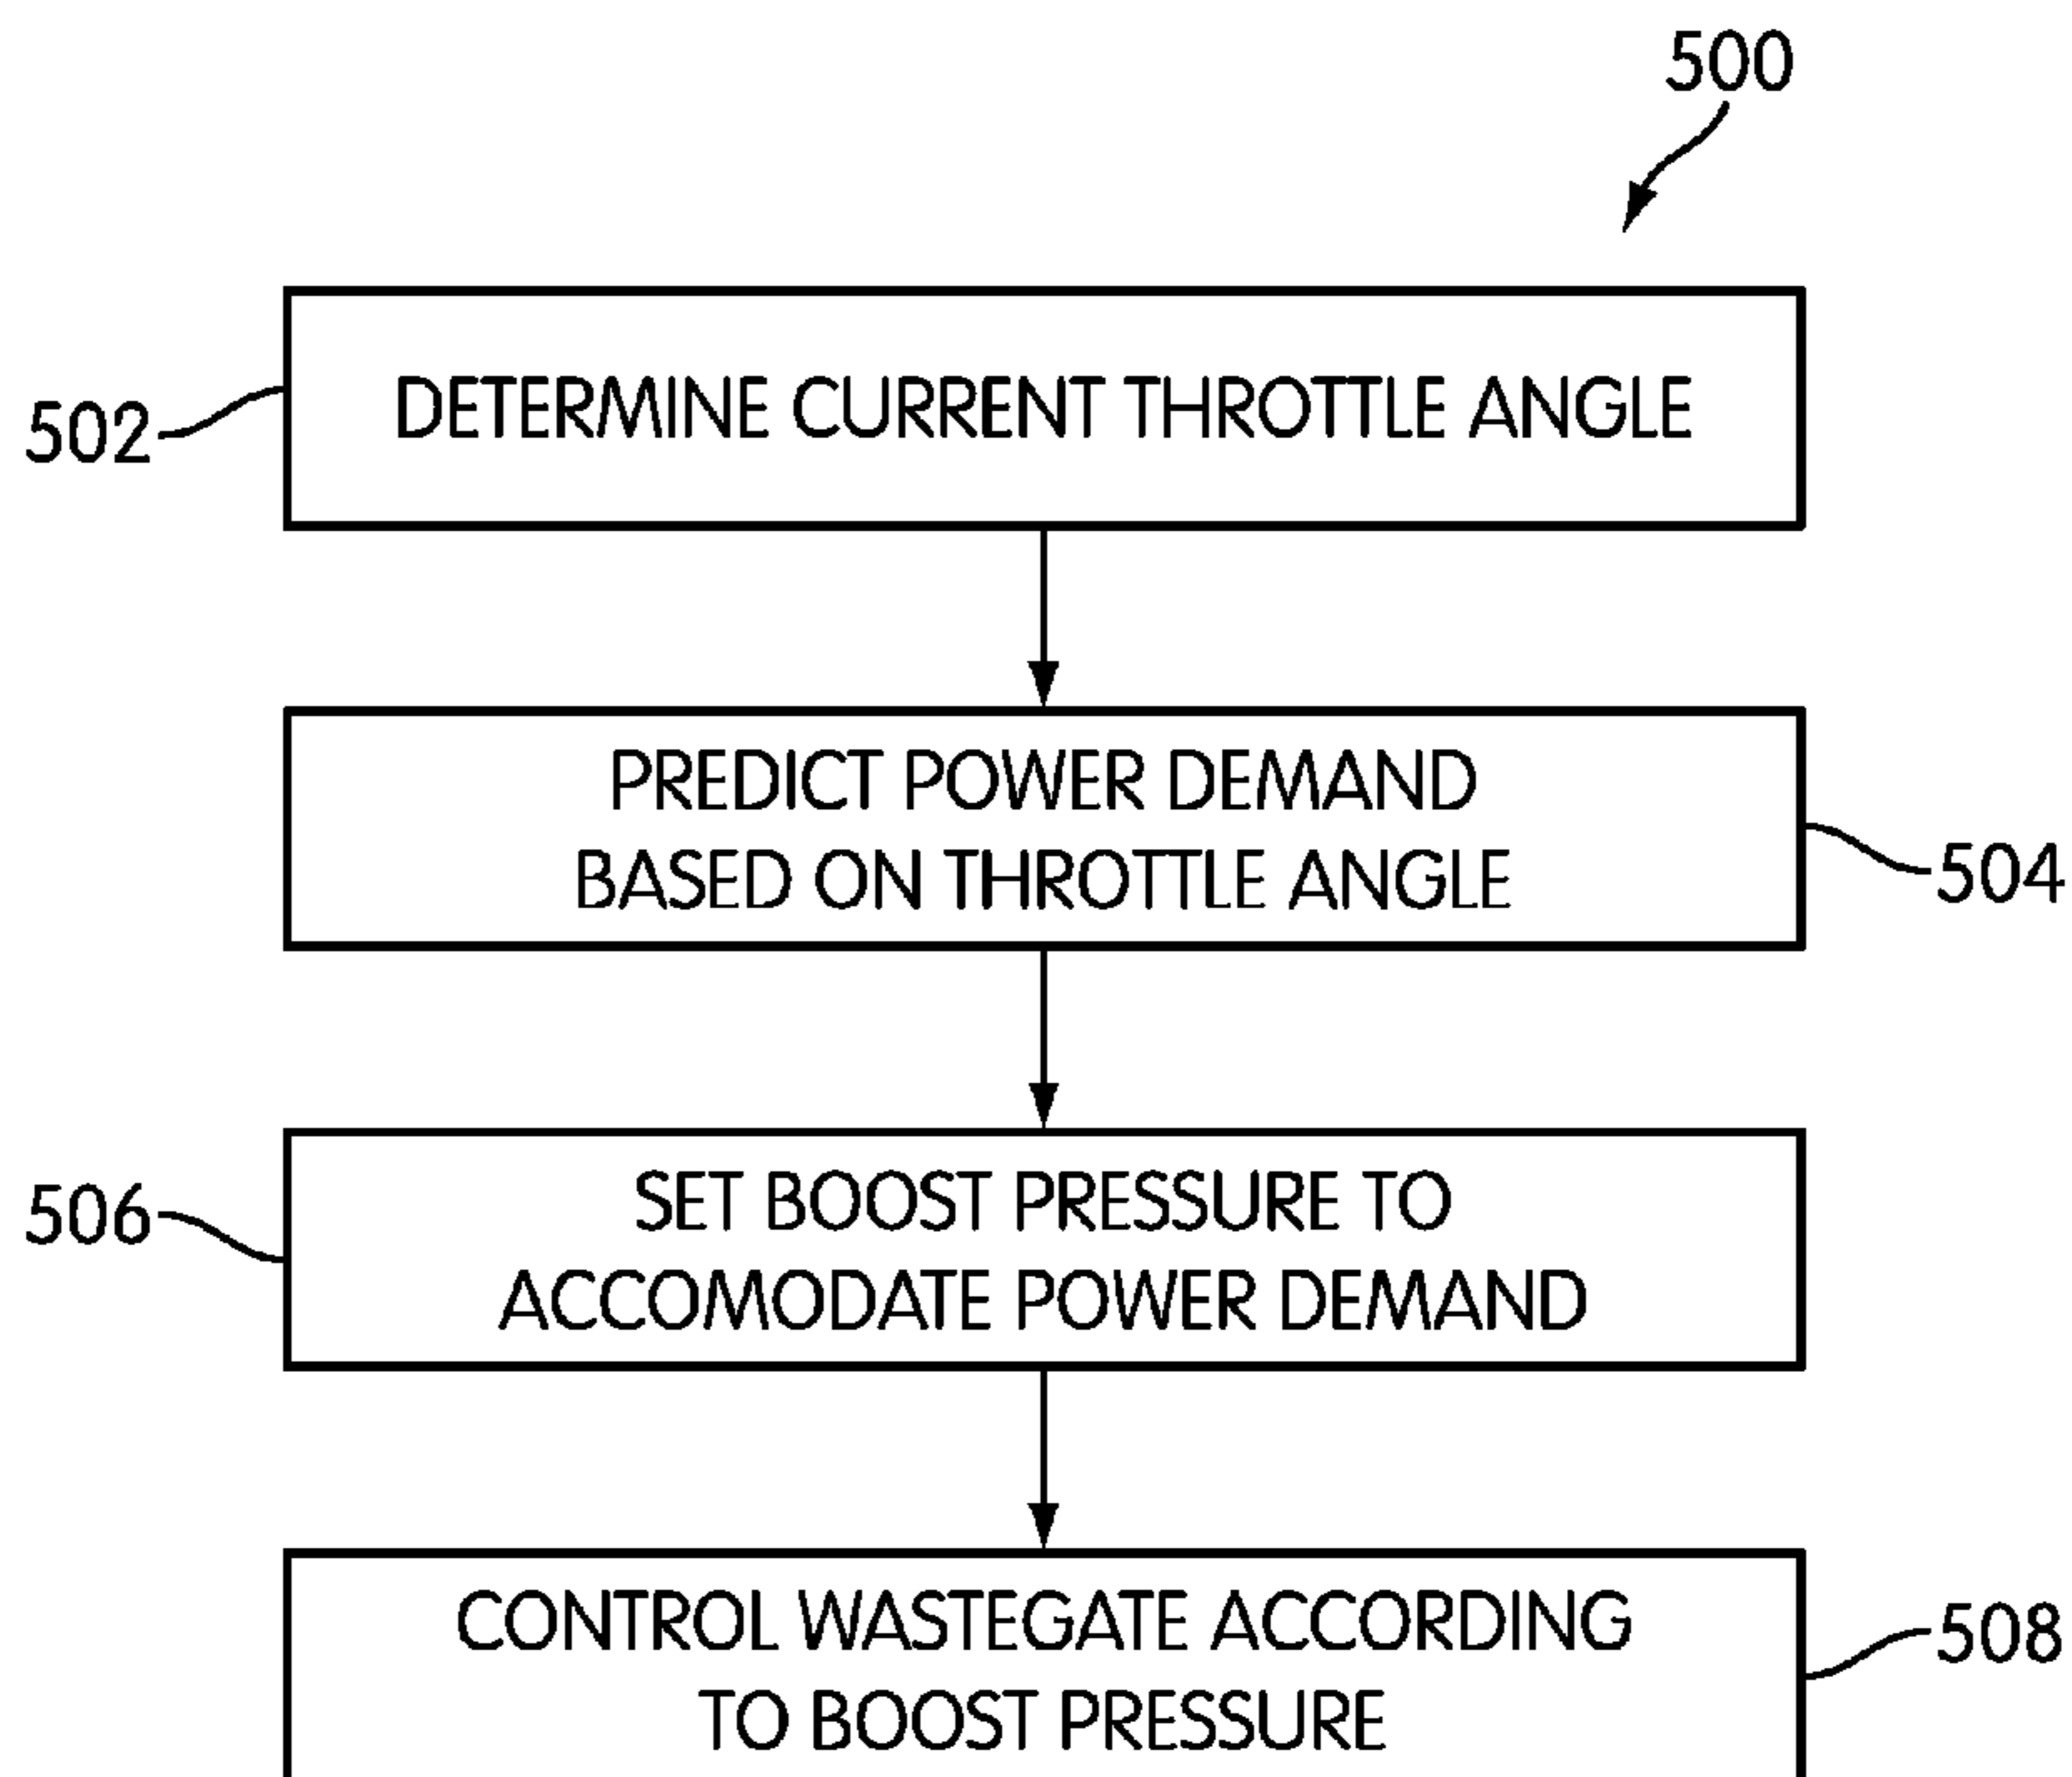 500
502
DETERMINE CURRENT THROTTLE ANGLE
PREDICT POWER DEMAND
BASED ON THROTTLE ANGLE
504
506
SET BOOST PRESSURE TO
ACCOMODATE POWER DEMAND
CONTROL WASTEGATE ACCORDING
TO BOOST PRESSURE
508